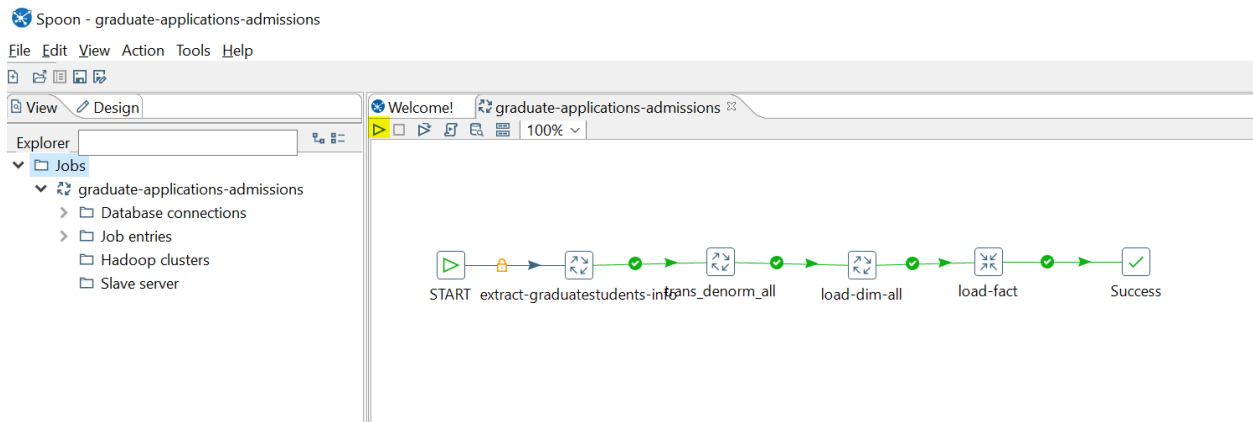 Spoon - graduate-applications-admissions
File Edit View Action Tools Help
View Design
Explorer
Jobs
graduate-applications-admissions
Database connections
Job entries
Hadoop clusters
Slave server
Welcome! graduate-applications-admissions
100%
START extract-graduatestudents-info trans_denorm_all load-dim-all load-fact Success